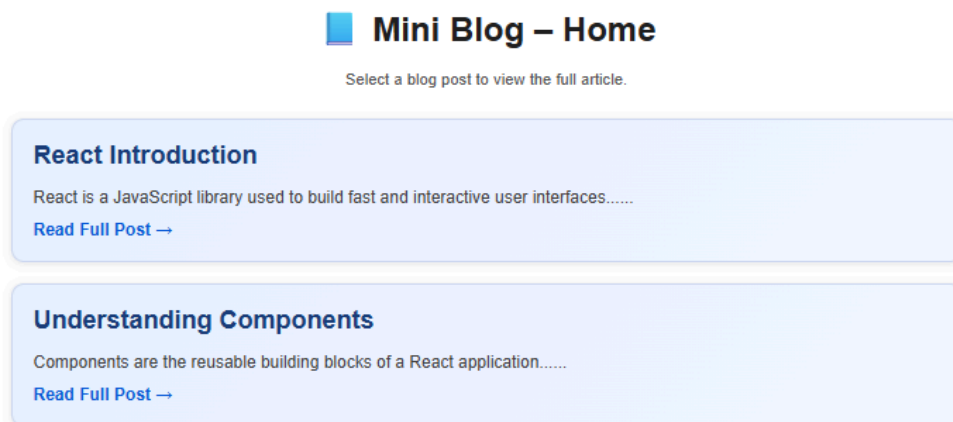 Mini Blog – Home
Select a blog post to view the full article.
React Introduction
React is a JavaScript library used to build fast and interactive user interfaces......
Read Full Post →
Understanding Components
Components are the reusable building blocks of a React application......
Read Full Post →